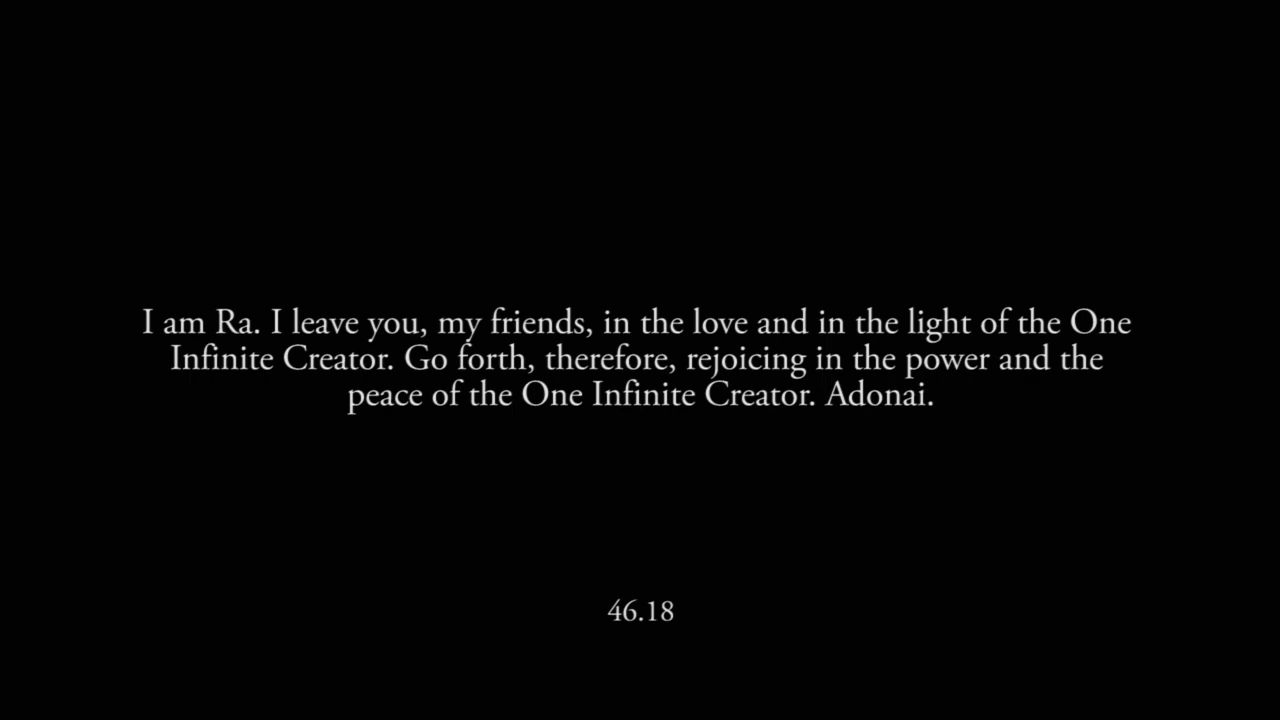 I am Ra. I leave you, my friends, in the love and in the light of the One
Infinite Creator. Go forth, therefore, rejoicing in the power and the
peace of the One Infinite Creator. Adonai.
46.18